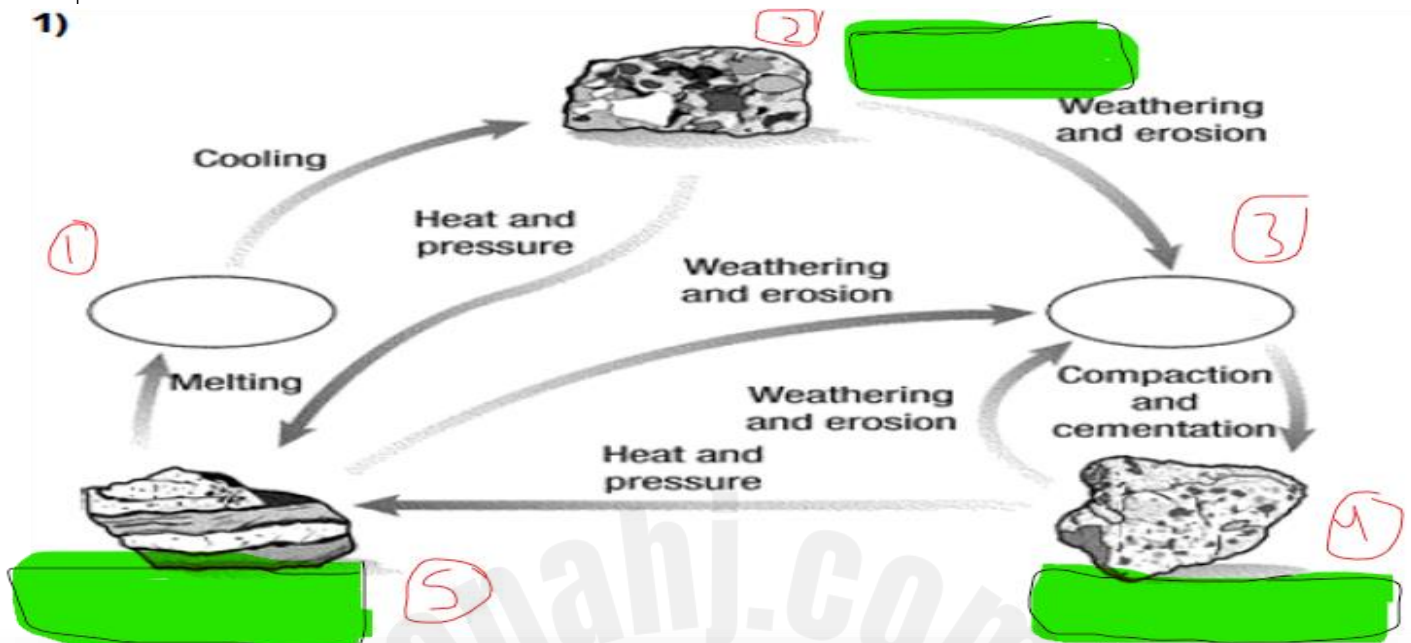 1)
2
Weathering
and erosion
Cooling
Heat and
pressure
1
3
Weathering
and erosion
Melting
Weathering
and erosion
Compaction
and
cementation
Heat and
pressure
4
5